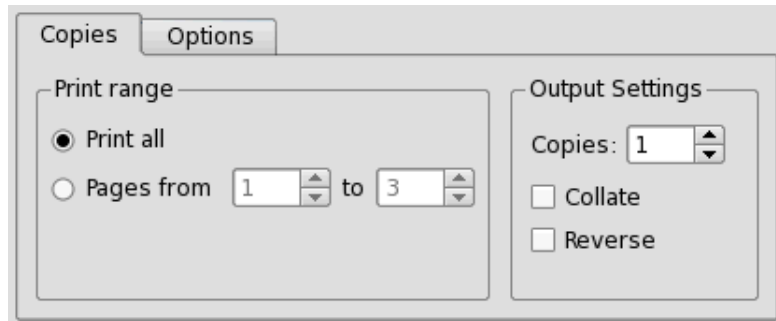 Copies Options
Print range
Print all
Pages from 1 to 3
Output Settings
Copies: 1
Collate
Reverse